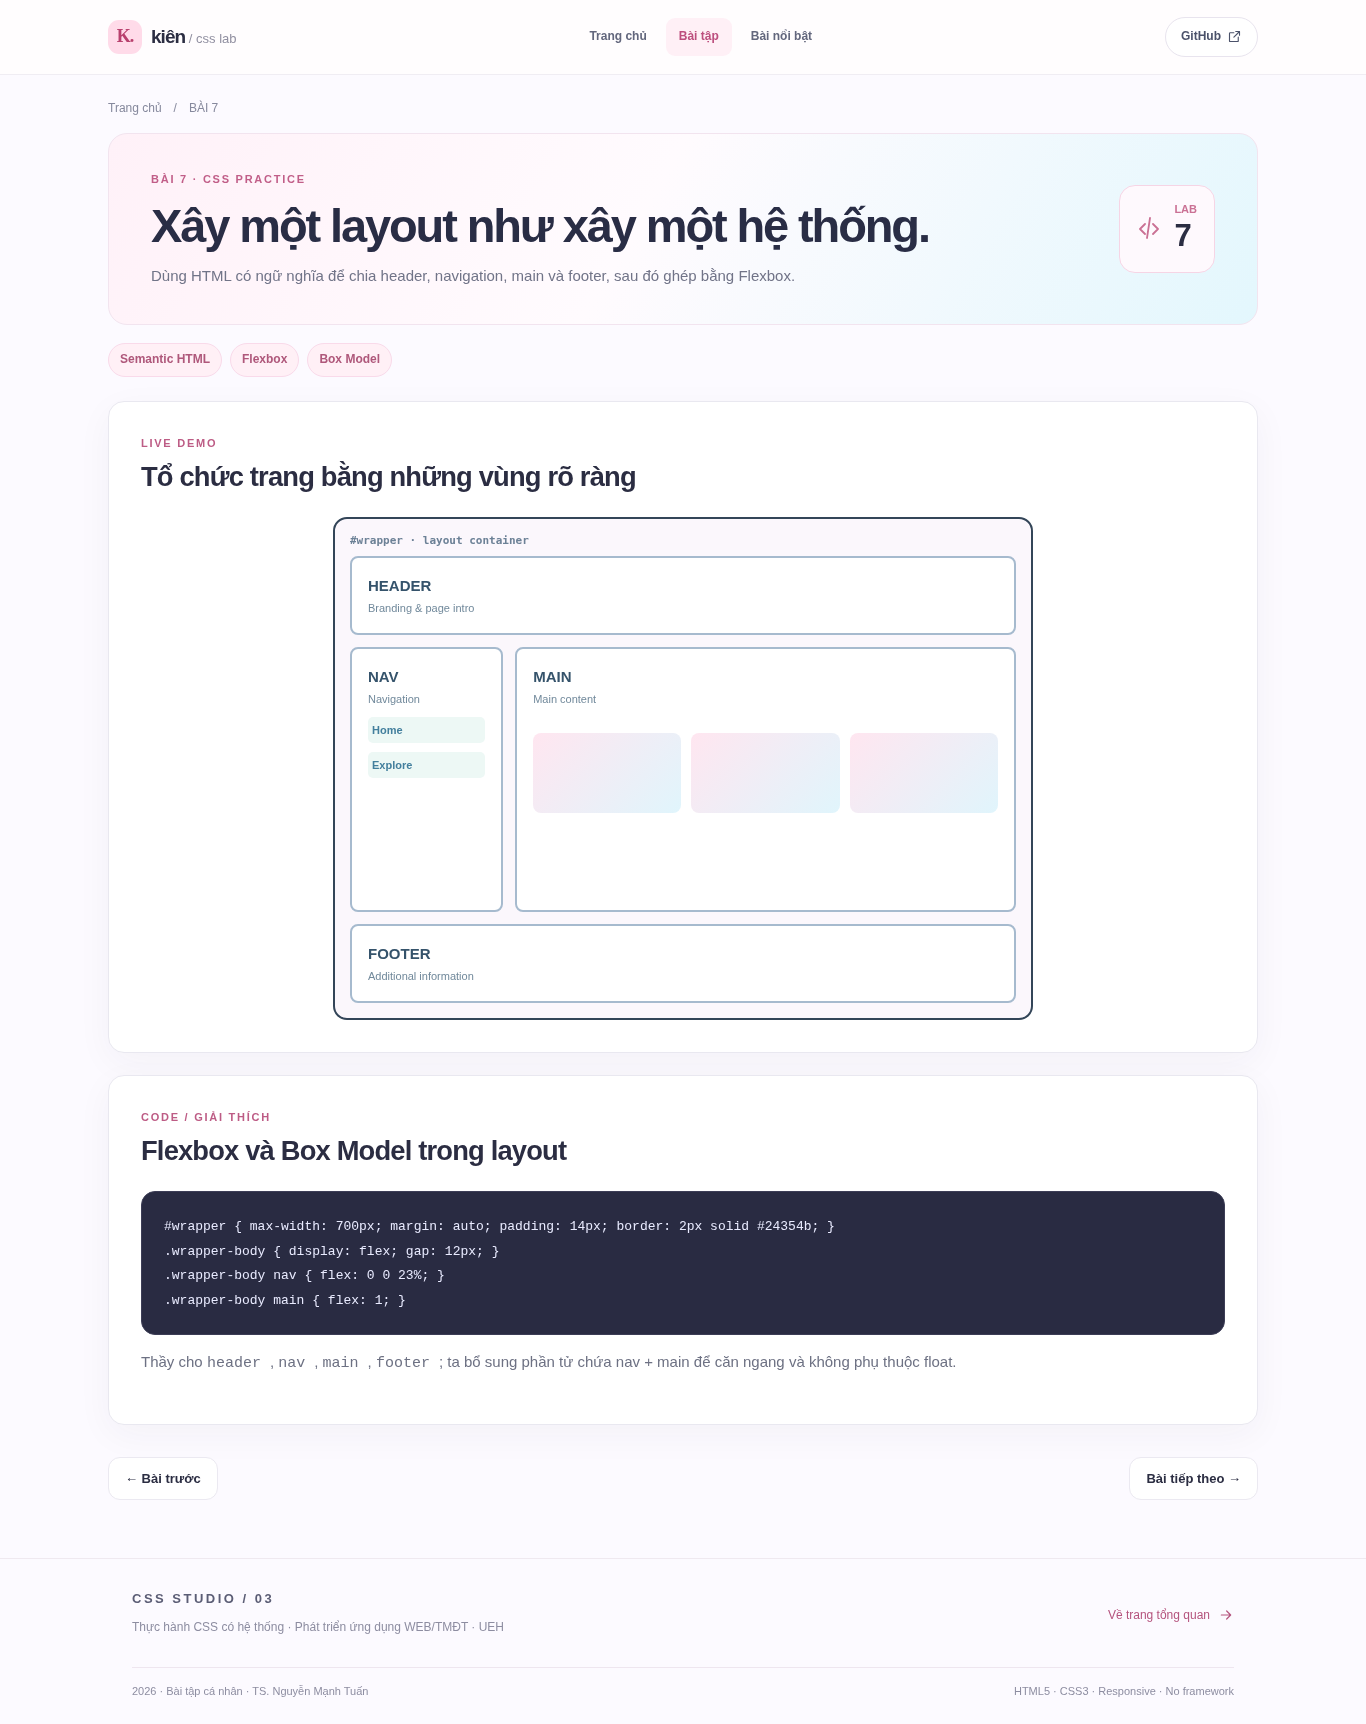 K. kiên / css lab
Trang chủ Bài tập Bài nổi bật
GitHub
Trang chủ / BÀI 7
BÀI 7 · CSS PRACTICE
Xây một layout như xây một hệ thống.
Dùng HTML có ngữ nghĩa để chia header, navigation, main và footer, sau đó ghép bằng Flexbox.
LAB
7
Semantic HTML Flexbox Box Model
LIVE DEMO
Tổ chức trang bằng những vùng rõ ràng
#wrapper · layout container
HEADER
Branding & page intro
NAV
Navigation
Home
Explore
MAIN
Main content
FOOTER
Additional information
CODE / GIẢI THÍCH
Flexbox và Box Model trong layout
#wrapper { max-width: 700px; margin: auto; padding: 14px; border: 2px solid #24354b; }
.wrapper-body { display: flex; gap: 12px; }
.wrapper-body nav { flex: 0 0 23%; }
.wrapper-body main { flex: 1; }
Thầy cho header , nav , main , footer ; ta bổ sung phần tử chứa nav + main để căn ngang và không phụ thuộc float.
← Bài trước
Bài tiếp theo →
CSS STUDIO / 03
Thực hành CSS có hệ thống · Phát triển ứng dụng WEB/TMĐT · UEH
Về trang tổng quan →
2026 · Bài tập cá nhân · TS. Nguyễn Mạnh Tuấn
HTML5 · CSS3 · Responsive · No framework